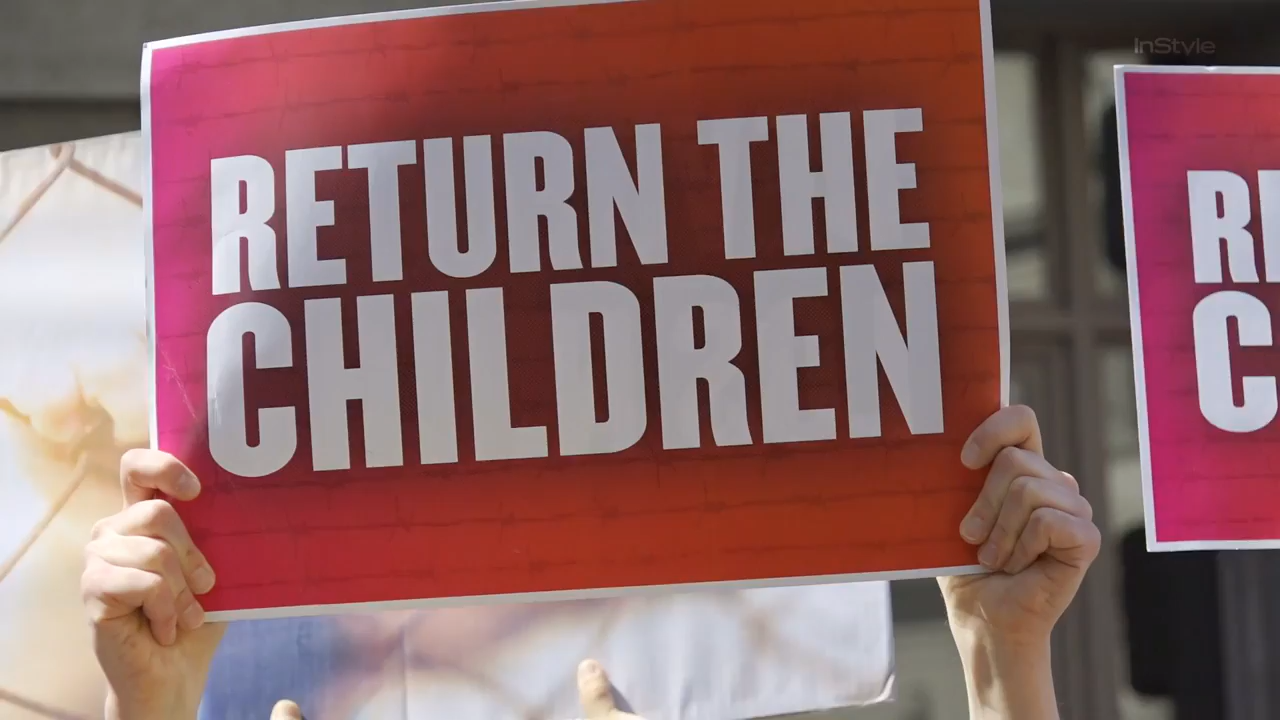 InStyle
RETURN THE
CHILDREN
R
C